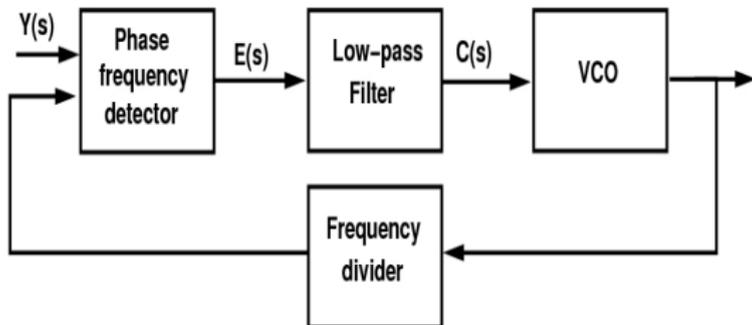 Y(s)
Phase
frequency
detector
E(s)
Low-pass
Filter
C(s)
VCO
Frequency
divider